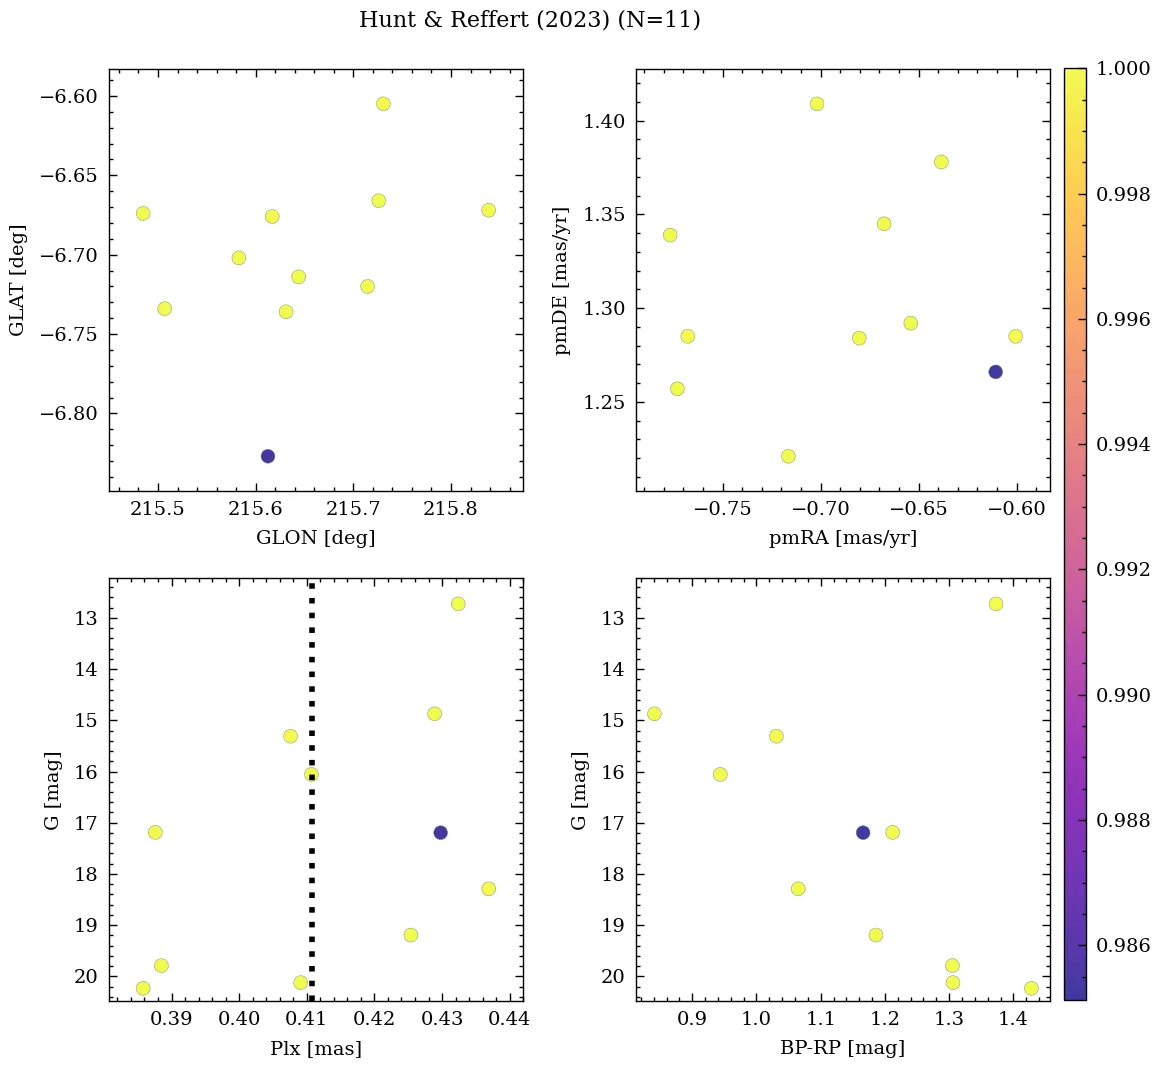 Hunt & Reffert (2023) (N=11)
−6.60
−6.65
−6.70
−6.75
−6.80
GLAT [deg]
215.5 215.6 215.7 215.8
GLON [deg]
1.40
1.35
1.30
1.25
pmDE [mas/yr]
−0.75 −0.70 −0.65 −0.60
pmRA [mas/yr]
13
14
15
16
17
18
19
20
G [mag]
0.39 0.40 0.41 0.42 0.43 0.44
Plx [mas]
13
14
15
16
17
18
19
20
G [mag]
0.9 1.0 1.1 1.2 1.3 1.4
BP-RP [mag]
1.000
0.998
0.996
0.994
0.992
0.990
0.988
0.986